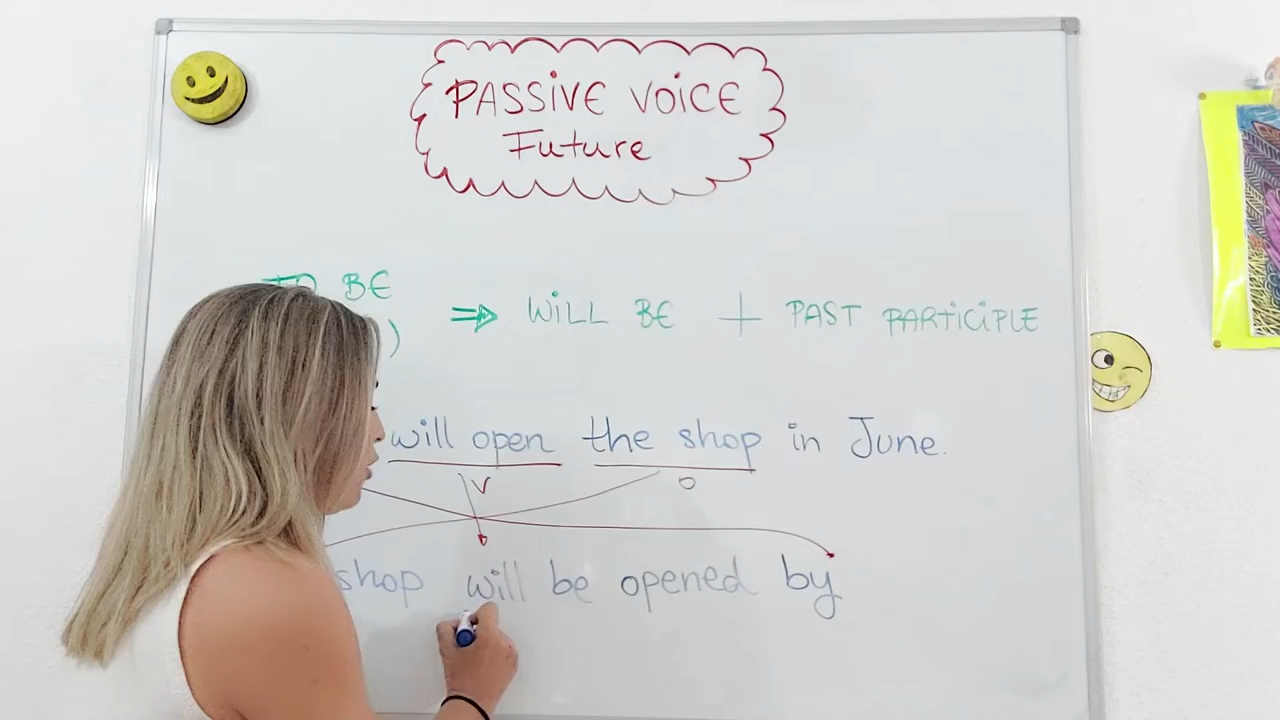 PASSIVE VOICE
Future
TO BE
) ⇒ WILL BE + PAST PARTICIPLE
will open the shop in June.
V O
shop will be opened by